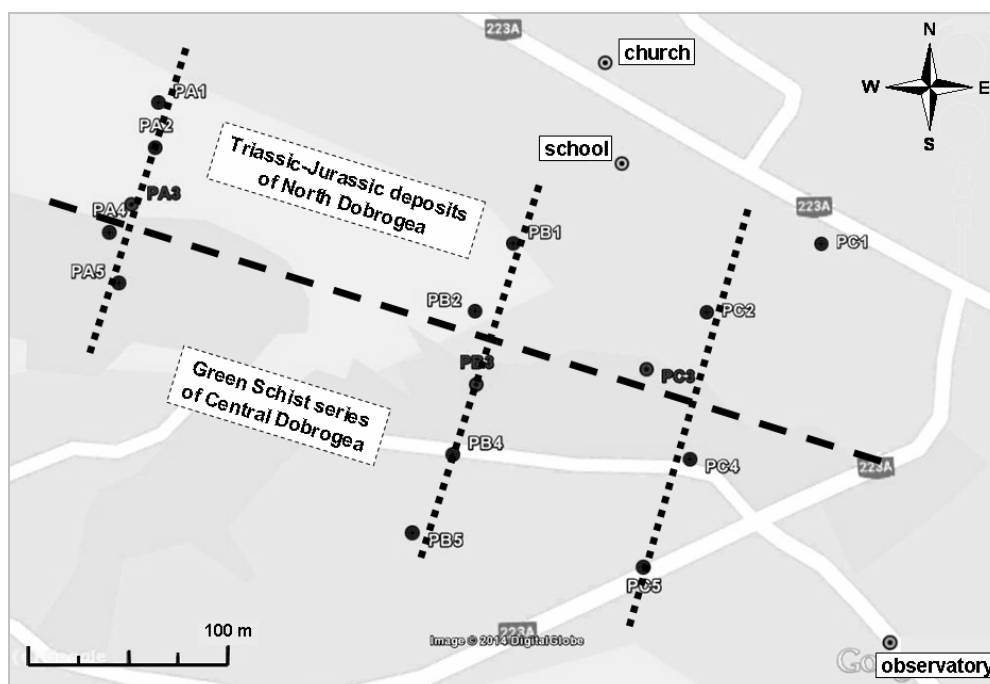 223A
church
N
W
E
S
PA1
PA2
school
Triassic-Jurassic deposits
of North Dobrogea
PA3
223A
PA4
PB1
PC1
PA5
PB2
PC2
PB3
PC3
Green Schist series
of Central Dobrogea
PB4
PC4
223A
PB5
PC5
100 m
223A
Image © 2014 DigitalGlobe
Google
Goo
observatory